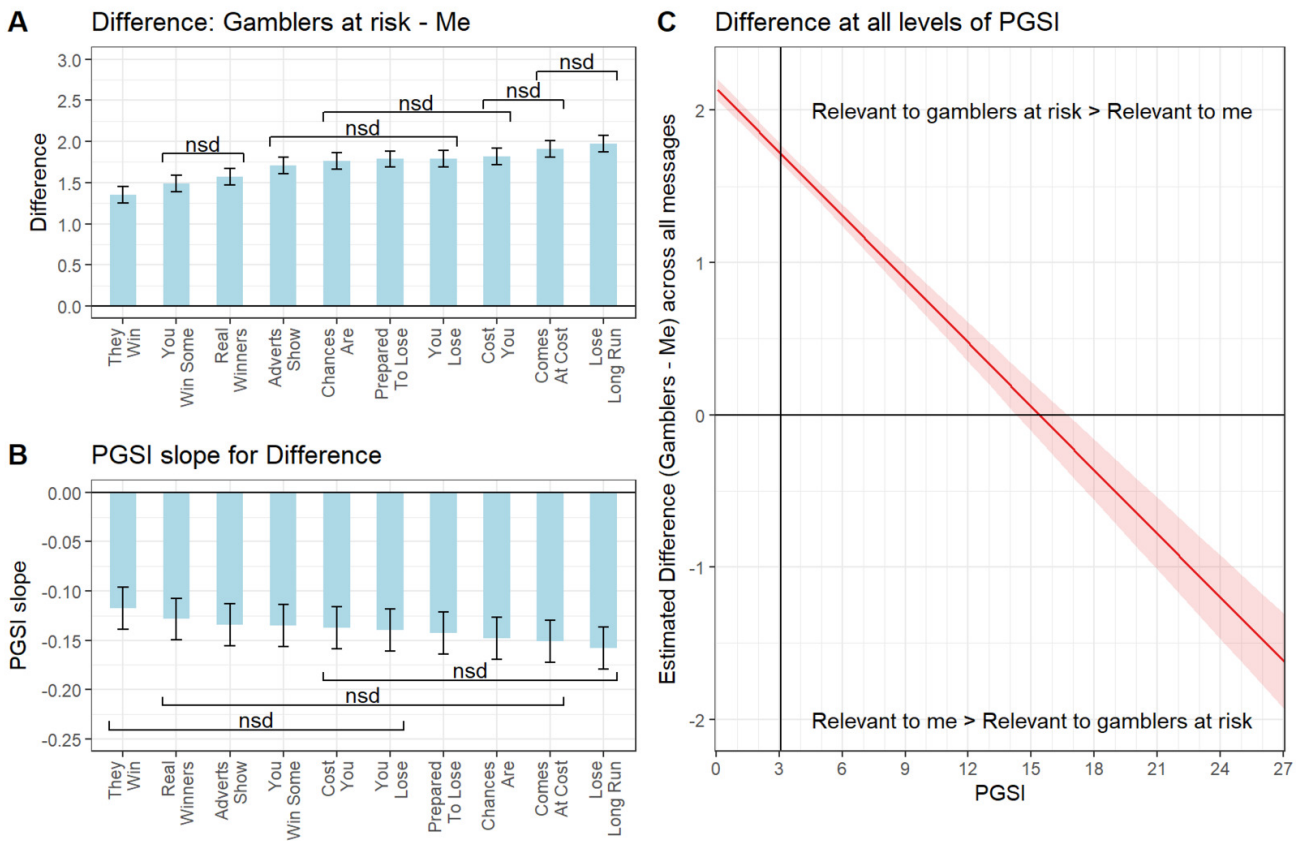 A Difference: Gamblers at risk - Me
Difference
3.0
2.5
2.0
1.5
1.0
0.5
0.0
nsd
nsd
nsd
nsd
nsd
They
Win
You
Win Some
Real
Winners
Adverts
Show
Chances
Are
Prepared
To Lose
You
Lose
Cost
You
Comes
At Cost
Lose
Long Run
B PGSI slope for Difference
PGSI slope
0.00
-0.05
-0.10
-0.15
-0.20
-0.25
nsd
nsd
nsd
They
Win
Real
Winners
Adverts
Show
You
Win Some
Cost
You
You
Lose
Prepared
To Lose
Chances
Are
Comes
At Cost
Lose
Long Run
C Difference at all levels of PGSI
Estimated Difference (Gamblers - Me) across all messages
2
1
0
-1
-2
Relevant to gamblers at risk > Relevant to me
Relevant to me > Relevant to gamblers at risk
0 3 6 9 12 15 18 21 24 27
PGSI